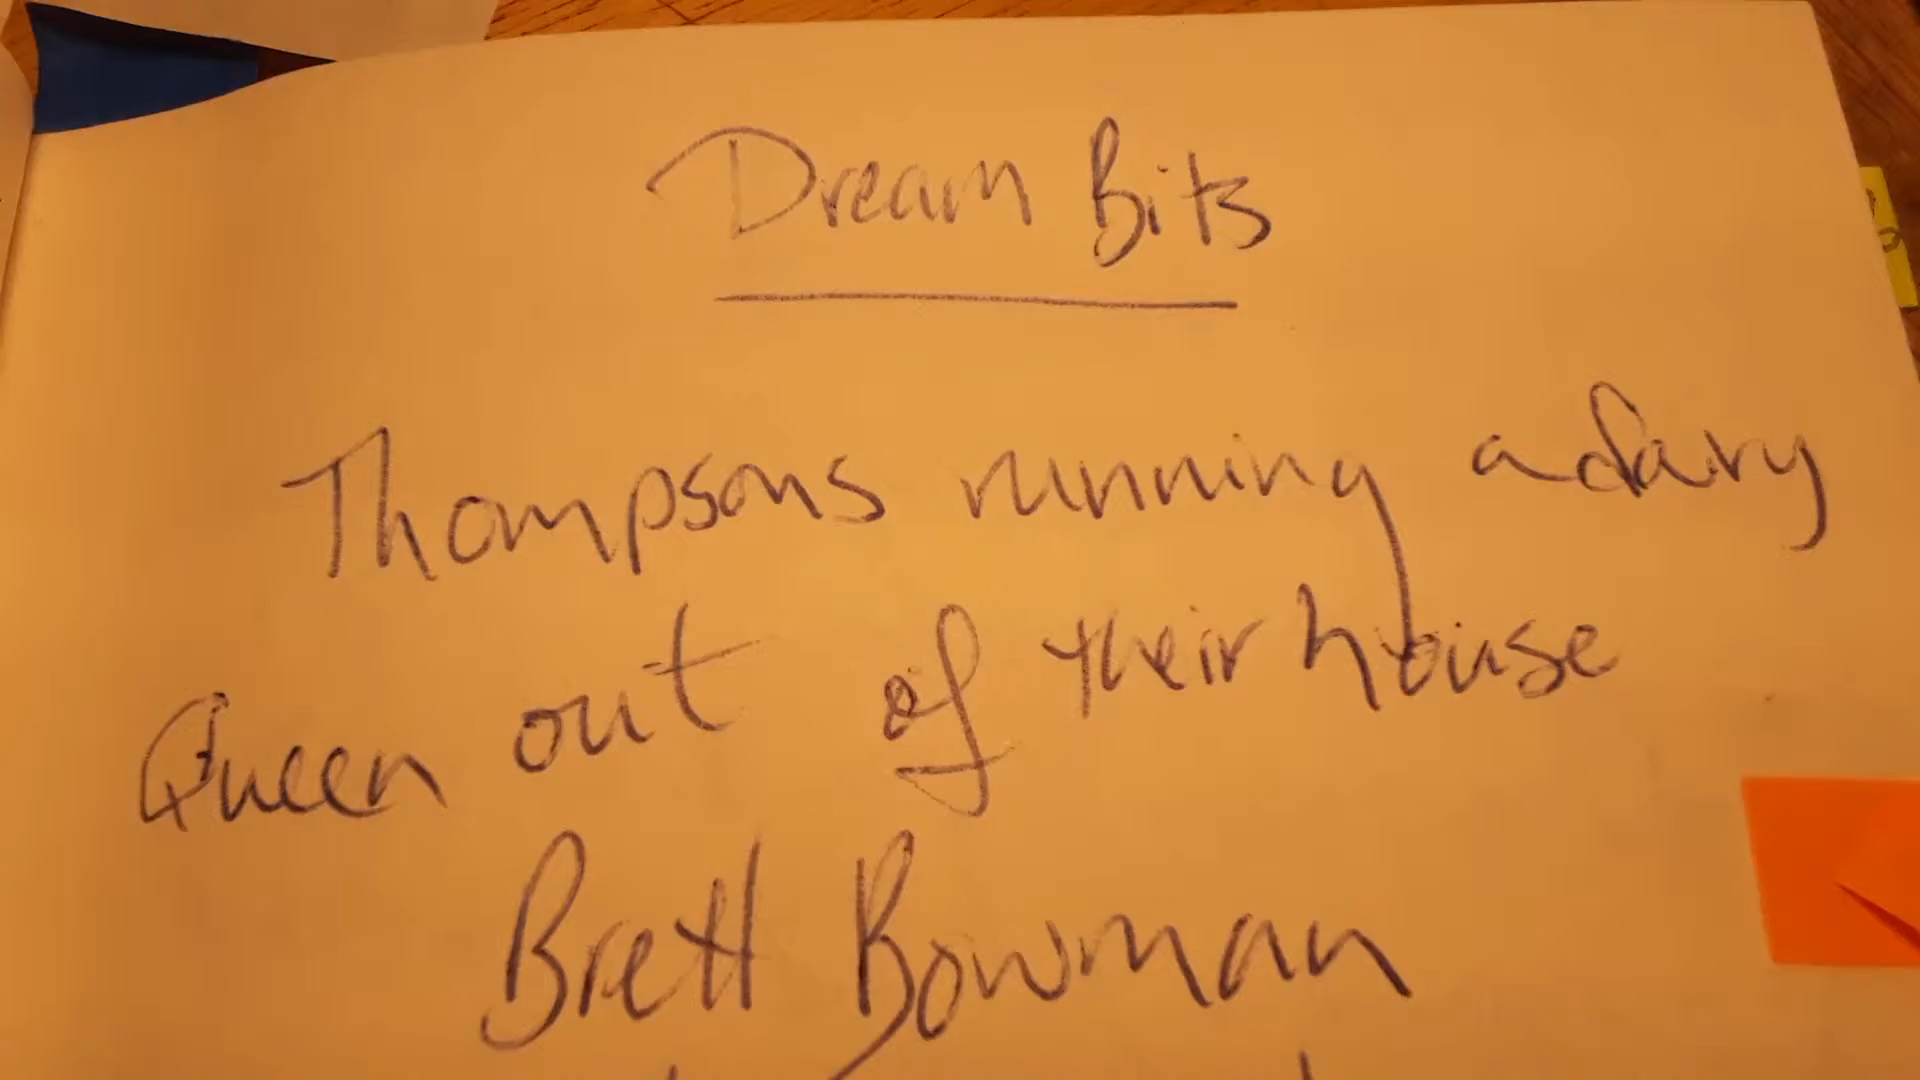 Dream Bits
Thompsons running a dairy
Queen out of their house
Brett Bowman